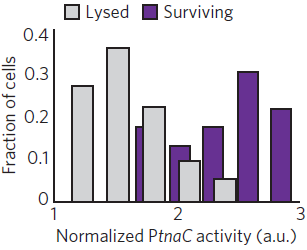 Lysed Surviving
Fraction of cells
0.4
0.3
0.2
0.1
0
1 2 3
Normalized PtnaC activity (a.u.)